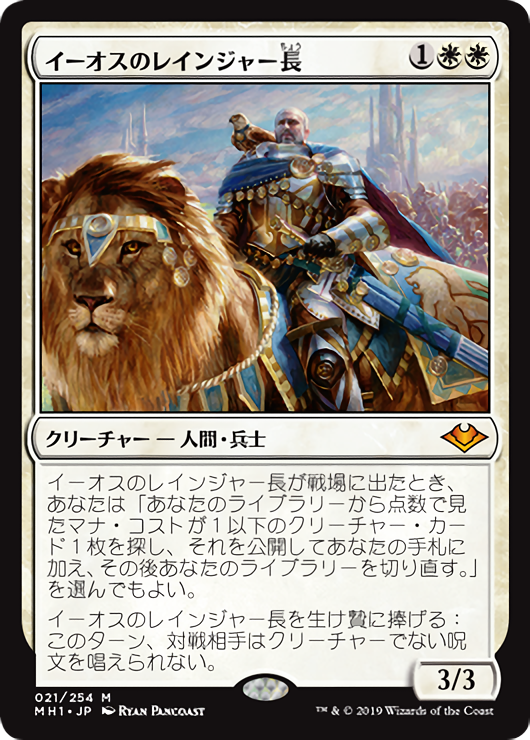 イーオスのレインジャー長 1
クリーチャー — 人間・兵士
イーオスのレインジャー長が戦場に出たとき、
あなたは「あなたのライブラリーから点数で見
たマナ・コストが1以下のクリーチャー・カー
ド1枚を探し、それを公開してあなたの手札に
加え、その後あなたのライブラリーを切り直す。」
を選んでもよい。
イーオスのレインジャー長を生け贄に捧げる：
このターン、対戦相手はクリーチャーでない呪
文を唱えられない。
3/3
021/254 M
MH1・JP RYAN PANCOAST
™ & © 2019 Wizards of the Coast